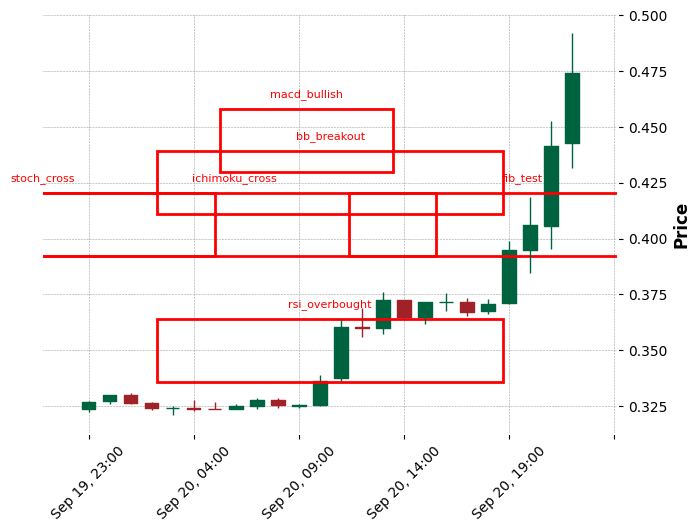 0.500
0.475
macd_bullish
0.450
bb_breakout
stoch_cross
ichimoku_cross
fib_test
0.425
0.400
Price
0.375
rsi_overbought
0.350
0.325
Sep 19, 23:00
Sep 20, 04:00
Sep 20, 09:00
Sep 20, 14:00
Sep 20, 19:00